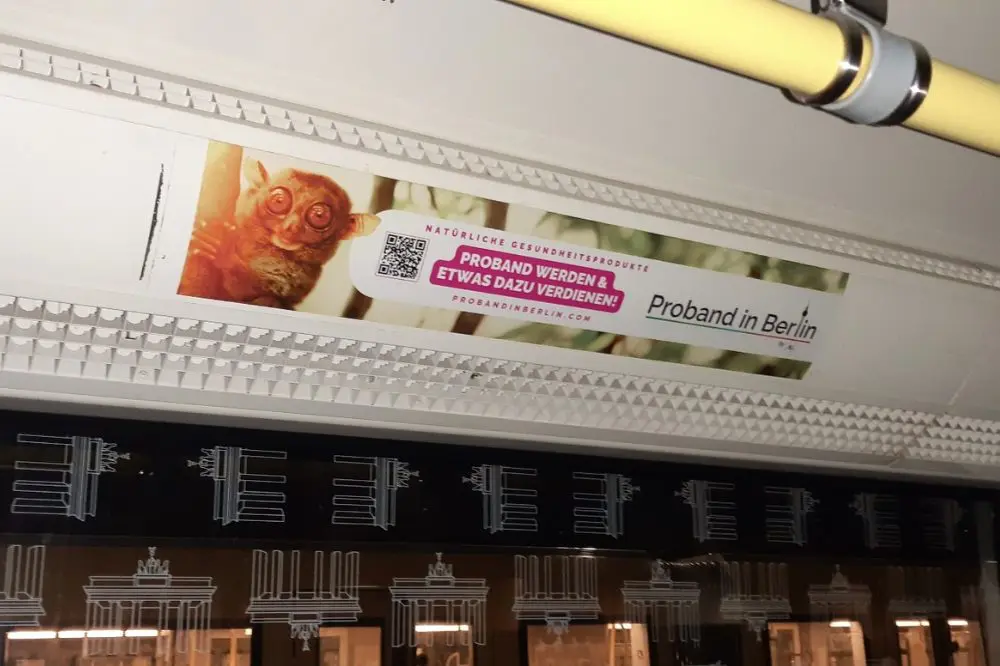 NATÜRLICHE GESUNDHEITSPRODUKTE
PROBAND WERDEN &
ETWAS DAZU VERDIENEN!
PROBANDINBERLIN.COM
Proband in Berlin